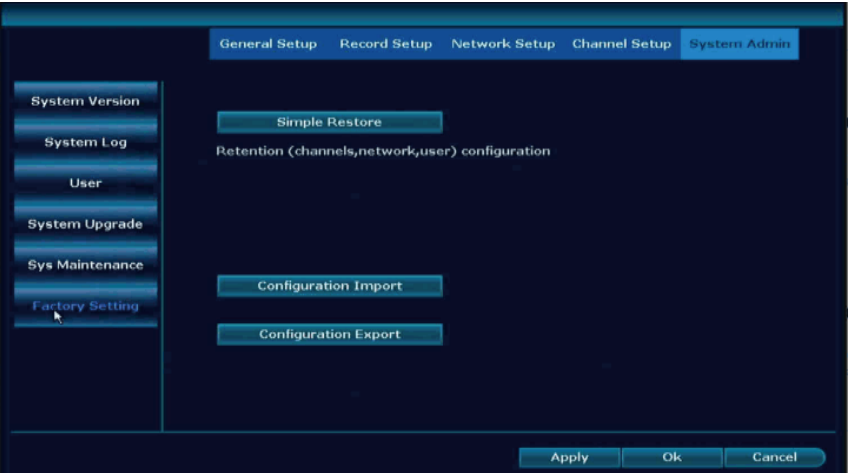 General Setup Record Setup Network Setup Channel Setup System Admin
System Version
Simple Restore
System Log
Retention (channels,network,user) configuration
User
System Upgrade
Sys Maintenance
Configuration Import
Factory Setting
Configuration Export
Apply Ok Cancel